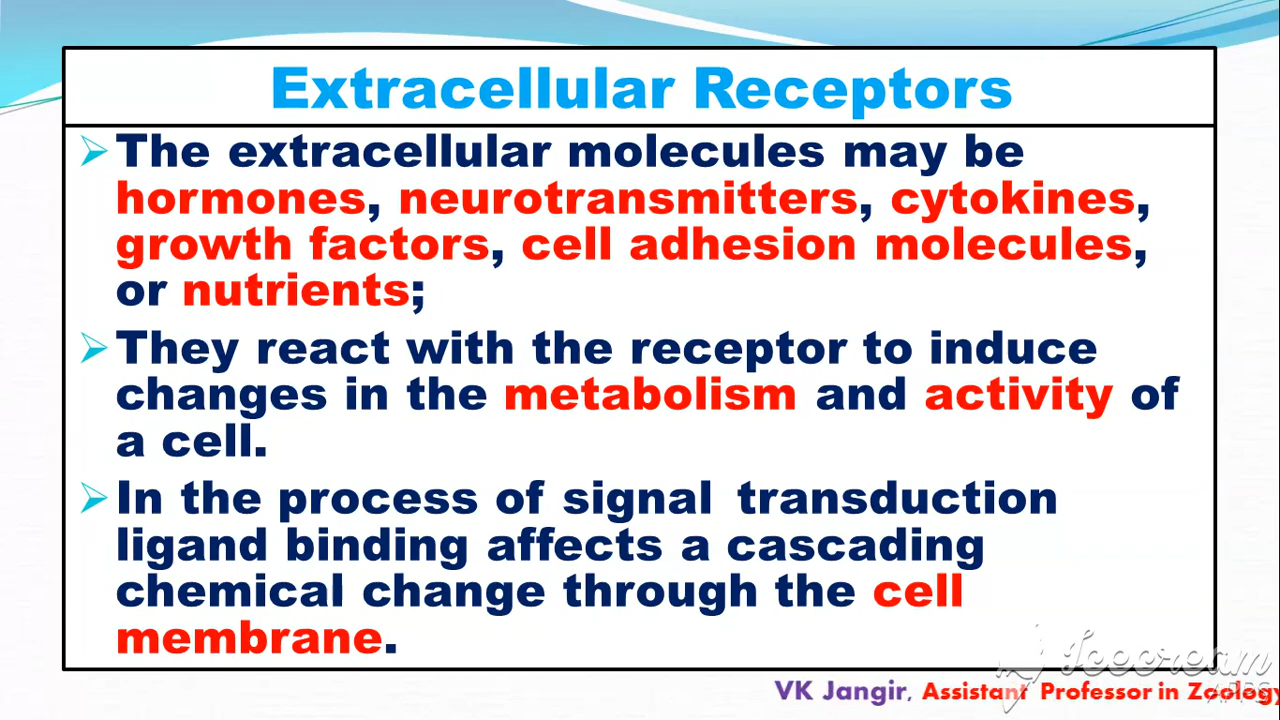 Extracellular Receptors
The extracellular molecules may be
hormones, neurotransmitters, cytokines,
growth factors, cell adhesion molecules,
or nutrients;
They react with the receptor to induce
changes in the metabolism and activity of
a cell.
In the process of signal transduction
ligand binding affects a cascading
chemical change through the cell
membrane.
Icecream
APPS
VK Jangir, Assistant Professor in Zoology